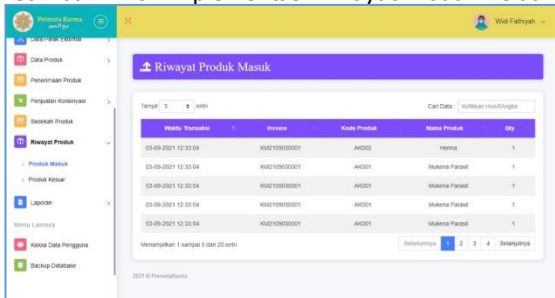 Permata Kurma
Widi Fathiyah
Data Pihak External
Data Produk
Penerimaan Produk
Penjualan Konsinyasi
Sedekah Produk
Riwayat Produk
Produk Masuk
Produk Keluar
Laporan
Menu Lainnya
Kelola Data Pengguna
Backup Database
Riwayat Produk Masuk
Tampil 5 entri
Cari Data : Ketikkan Huruf/Angka
Waktu Transaksi Invoice Kode Produk Nama Produk Qty
03-09-2021 12:33:04 KM2109030001 AK002 Henna 1
03-09-2021 12:33:04 KM2109030001 AK001 Mukena Parasit 1
03-09-2021 12:33:04 KM2109030001 AK001 Mukena Parasit 1
03-09-2021 12:33:04 KM2109030001 AK001 Mukena Parasit 1
03-09-2021 12:33:04 KM2109030001 AK001 Mukena Parasit 1
Menampilkan 1 sampai 5 dari 20 entri
Sebelumnya 1 2 3 4 Selanjutnya
2021 © PermataKurma